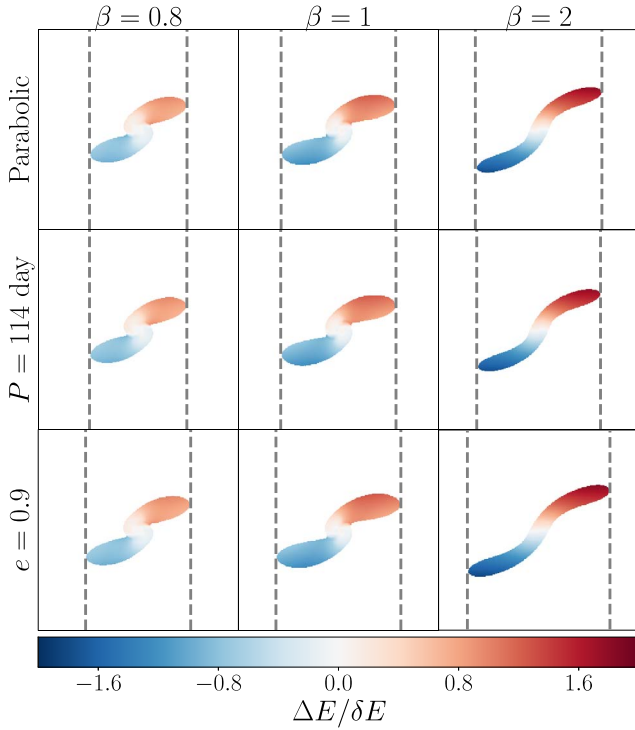 β = 0.8 β = 1 β = 2
Parabolic
P = 114 day
e = 0.9
−1.6 −0.8 0.0 0.8 1.6
ΔE/δE